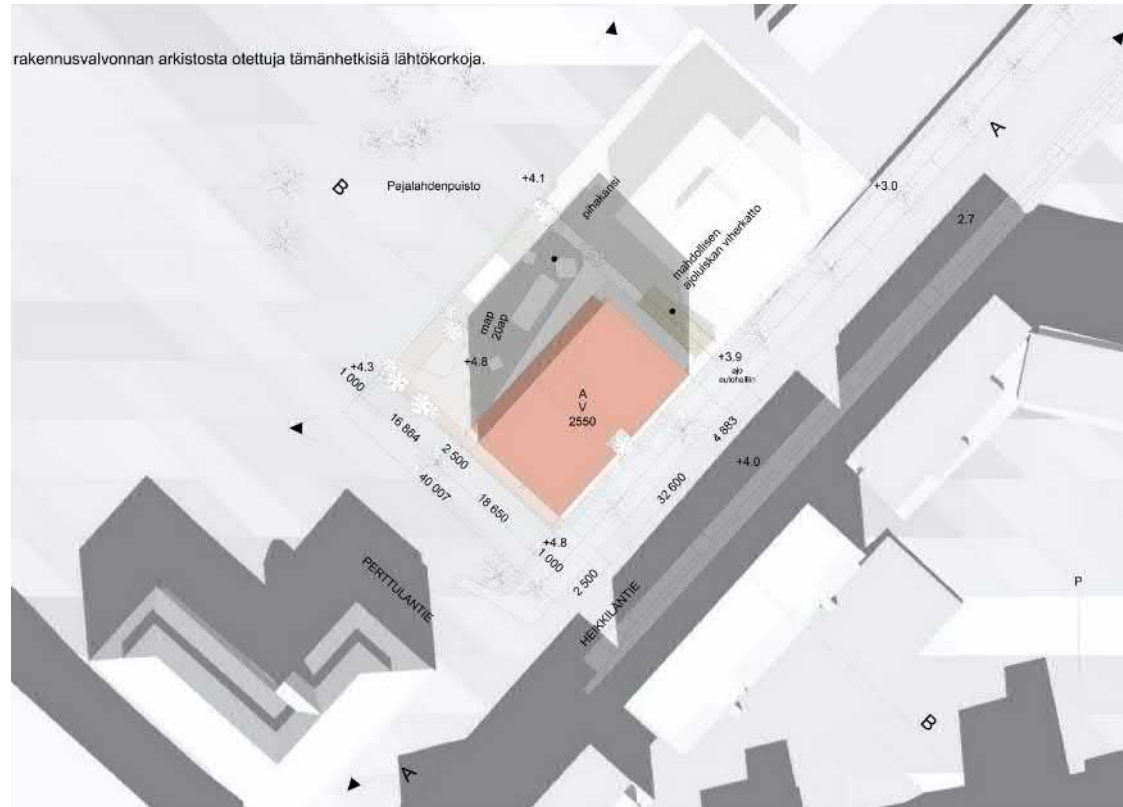 rakennusvalvonnan arkistosta otettuja tämänhetkisiä lähtökorkoja.
A
B
Pajalahdenpuisto
+4.1
+3.0
pihakansi
2.7
mahdollisen
ajoluiskan viherkatto
map
20ap
+4.3
+4.8
+3.9
ajo
autohalliin
1 000
A
V
2550
16 864
2 500
4 883
+4.0
40 007
18 650
32 600
+4.8
1 000
2 500
PERTTULANTIE
HEIKKILÄNTIE
P
B
A